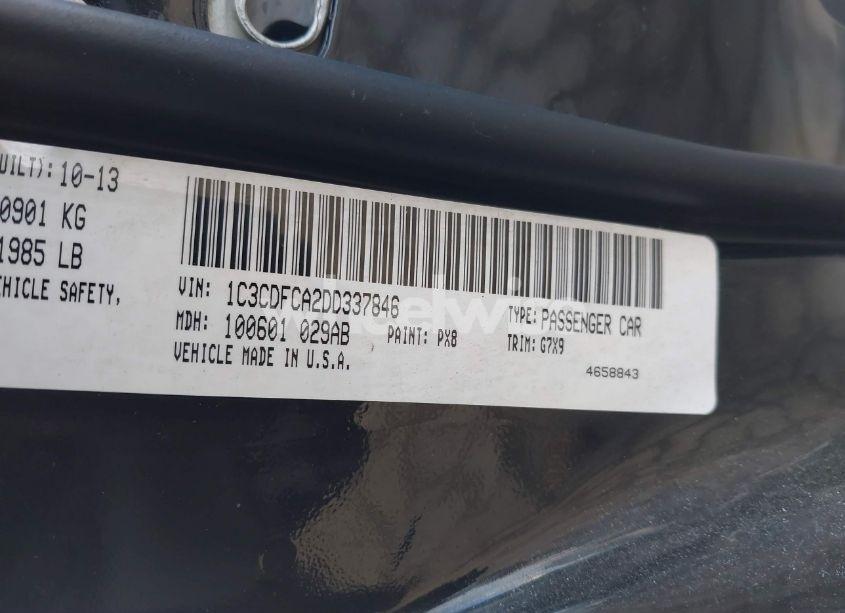 UILT): 10-13
0901 KG
1985 LB
VEHICLE SAFETY,
VIN: 1C3CDFCA2DD337846
MDH: 100601 029AB
PAINT: PX8
VEHICLE MADE IN U.S.A.
TYPE: PASSENGER CAR
TRIM: G7X9
4658843